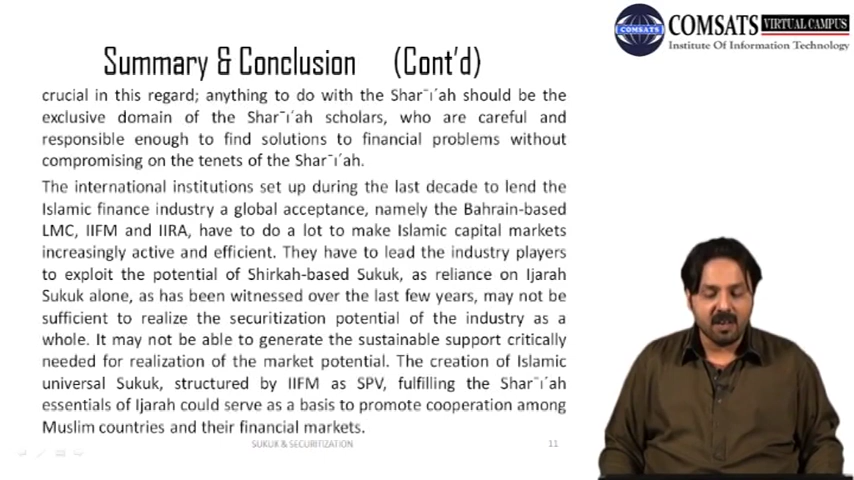 COMSATS VIRTUAL CAMPUS
COMSATS
Institute Of Information Technology
Summary & Conclusion (Cont'd)
crucial in this regard; anything to do with the Shar¯ı´ah should be the
exclusive domain of the Shar¯ı´ah scholars, who are careful and
responsible enough to find solutions to financial problems without
compromising on the tenets of the Shar¯ı´ah.
The international institutions set up during the last decade to lend the
Islamic finance industry a global acceptance, namely the Bahrain-based
LMC, IIFM and IIRA, have to do a lot to make Islamic capital markets
increasingly active and efficient. They have to lead the industry players
to exploit the potential of Shirkah-based Sukuk, as reliance on Ijarah
Sukuk alone, as has been witnessed over the last few years, may not be
sufficient to realize the securitization potential of the industry as a
whole. It may not be able to generate the sustainable support critically
needed for realization of the market potential. The creation of Islamic
universal Sukuk, structured by IIFM as SPV, fulfilling the Shar¯ı´ah
essentials of Ijarah could serve as a basis to promote cooperation among
Muslim countries and their financial markets.
SUKUK & SECURITIZATION 11